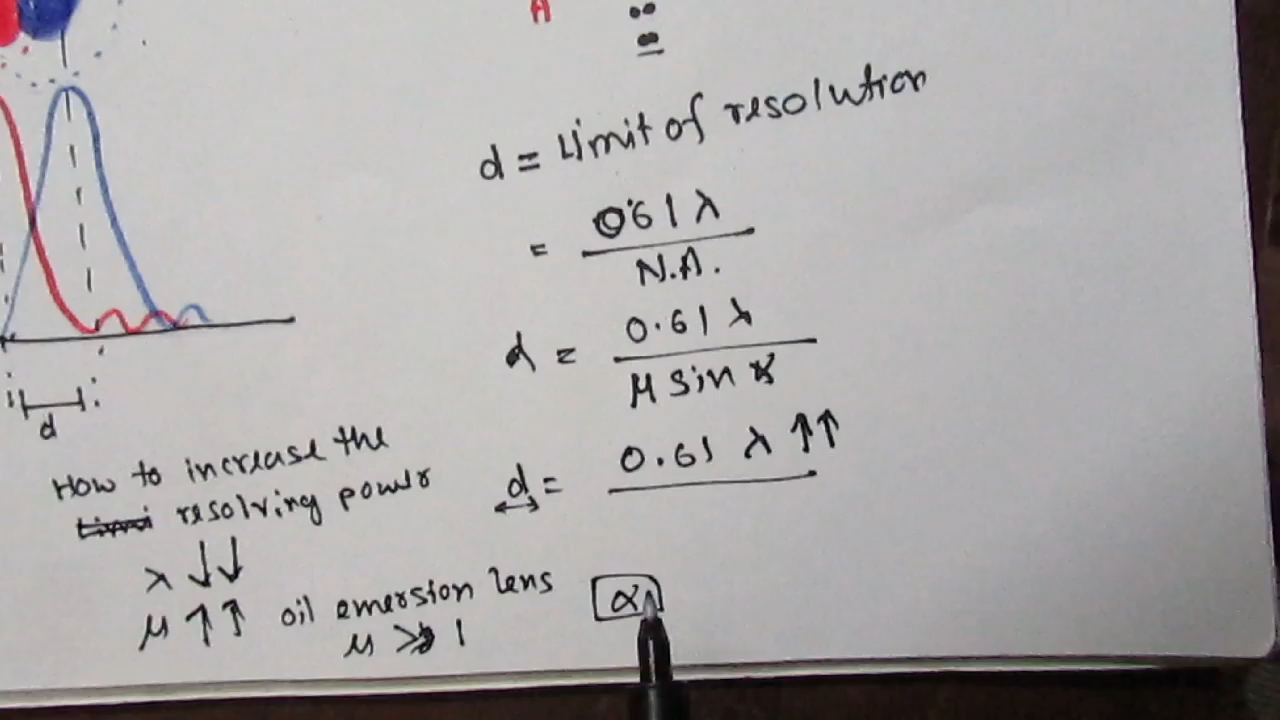 A
d = Limit of resolution
= 0.61 λ
N.A.
d = 0.61 λ
μ sin α
d = 0.61 λ ↑↑
d
How to increase the
resolving power
λ ↓↓
μ ↑↑ oil emersion lens
μ > 1
α